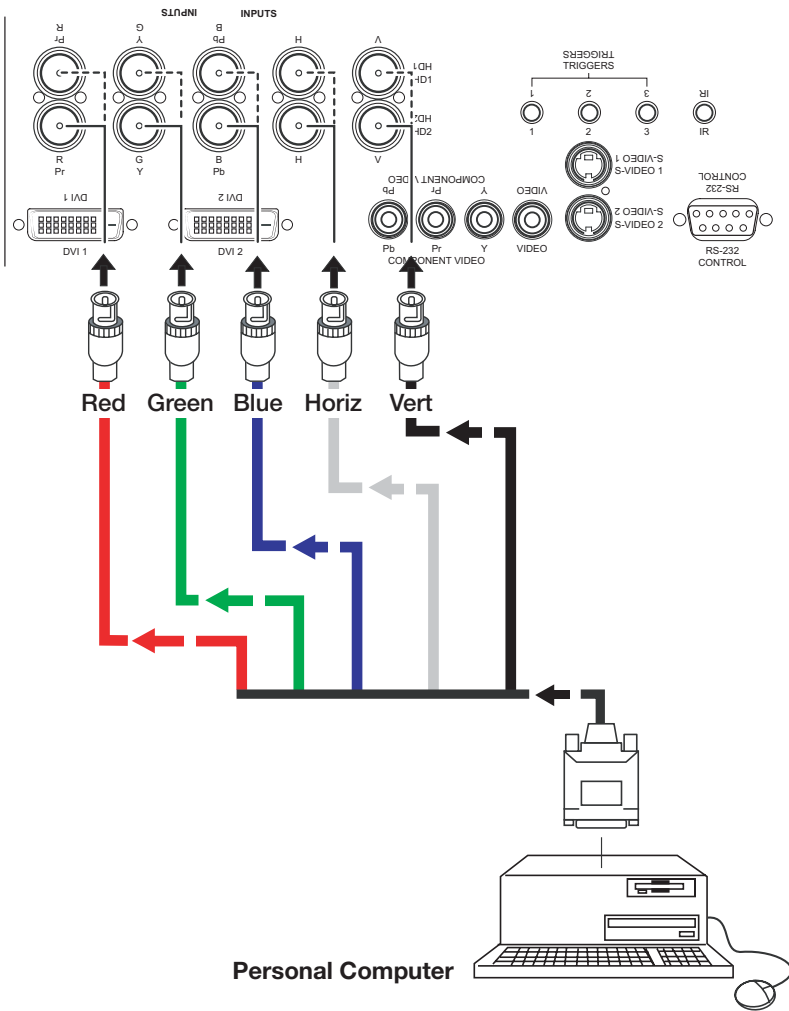 INPUTS INPUTS
R G B
Pr Y Pb H V
HD1
HD1
HD2
HD2
R G B H V
Pr Y Pb
TRIGGERS
TRIGGERS
1 2 3 IR
1 2 3 IR
S-VIDEO 1
S-VIDEO 1
S-VIDEO 2
S-VIDEO 2
RS-232
CONTROL
RS-232
CONTROL
DVI 1 DVI 2
DVI 1 DVI 2
COMPONENT VIDEO
Pb Pr Y VIDEO
Pb Pr Y VIDEO
COMPONENT VIDEO
Red Green Blue Horiz Vert
Personal Computer